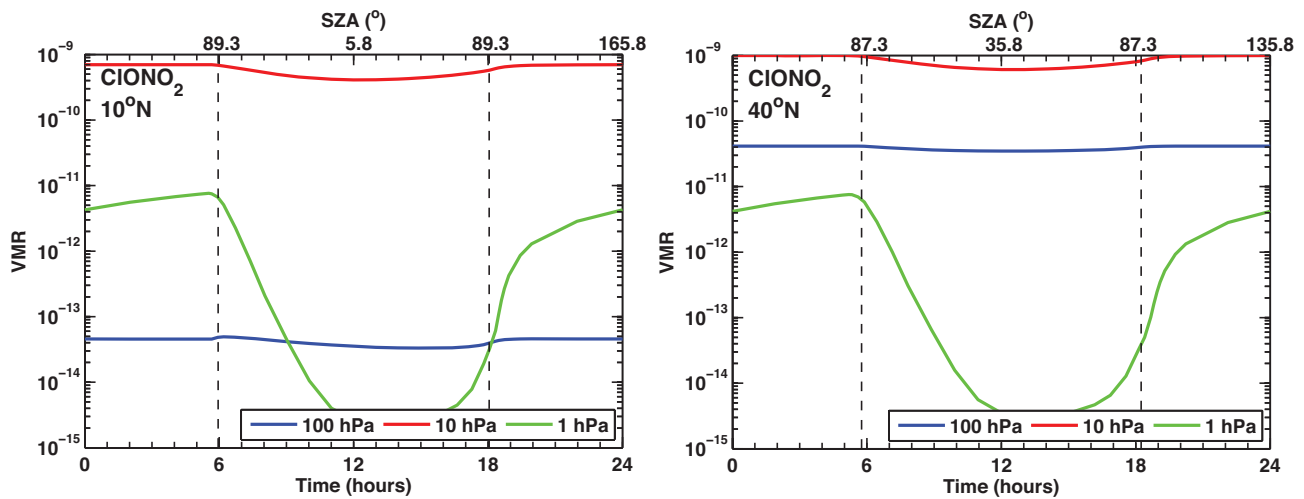 SZA (°)
89.3 5.8 89.3 165.8
10⁻⁹
ClONO₂
10°N
10⁻¹⁰
10⁻¹¹
10⁻¹²
10⁻¹³
10⁻¹⁴
10⁻¹⁵
VMR
100 hPa 10 hPa 1 hPa
0 6 12 18 24
Time (hours)
SZA (°)
87.3 35.8 87.3 135.8
10⁻⁹
ClONO₂
40°N
10⁻¹⁰
10⁻¹¹
10⁻¹²
10⁻¹³
10⁻¹⁴
10⁻¹⁵
VMR
100 hPa 10 hPa 1 hPa
0 6 12 18 24
Time (hours)